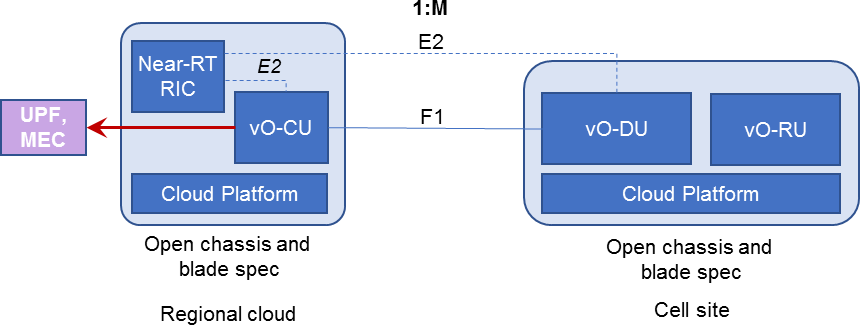 1:M
E2
Near-RT
RIC
E2
UPF,
MEC
vO-CU
F1
vO-DU
vO-RU
Cloud Platform
Cloud Platform
Open chassis and
blade spec
Open chassis and
blade spec
Regional cloud
Cell site